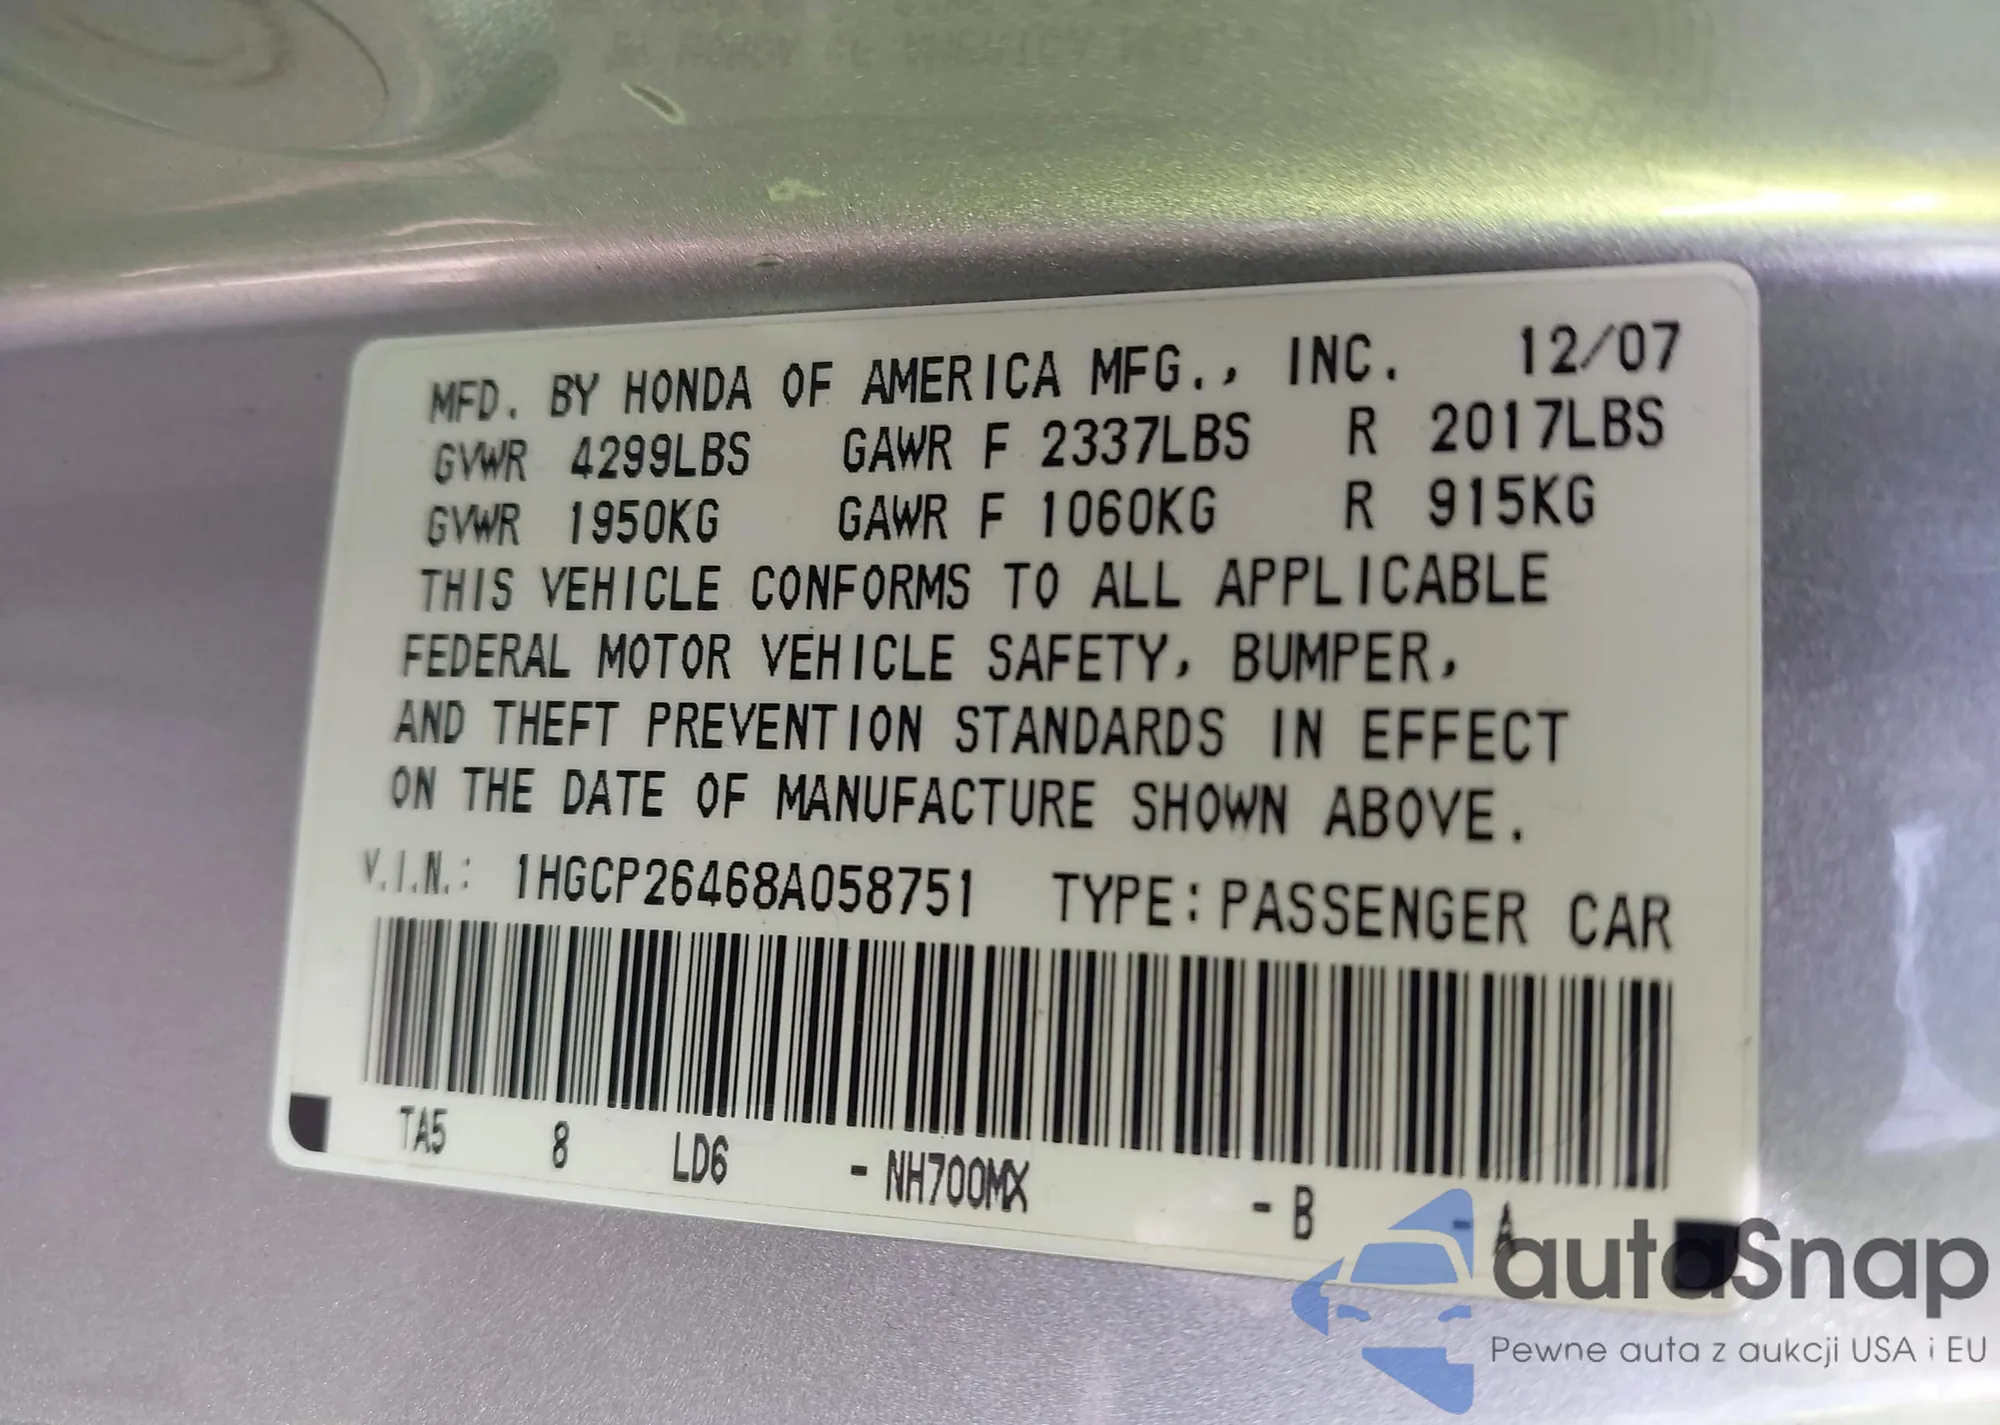 MFD. BY HONDA OF AMERICA MFG., INC. 12/07
GVWR 4299LBS GAWR F 2337LBS R 2017LBS
GVWR 1950KG GAWR F 1060KG R 915KG
THIS VEHICLE CONFORMS TO ALL APPLICABLE
FEDERAL MOTOR VEHICLE SAFETY, BUMPER,
AND THEFT PREVENTION STANDARDS IN EFFECT
ON THE DATE OF MANUFACTURE SHOWN ABOVE.
V.I.N.: 1HGCP26468A058751 TYPE:PASSENGER CAR
TA5 8 LD6 -NH700MX -B -A
autaSnap
Pewne auta z aukcji USA i EU